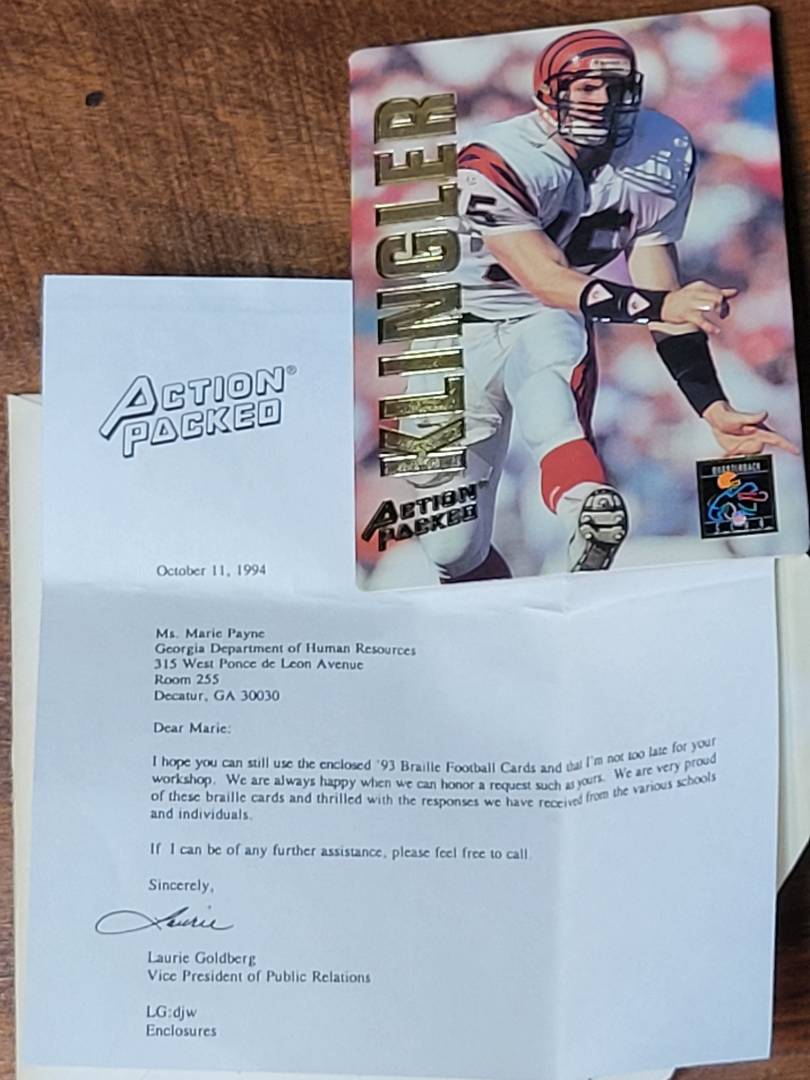 KLINGLER
15
15
ACTION
PACKED
QUARTERBACK
CLUB
ACTION®
PACKED
October 11, 1994
Ms. Marie Payne
Georgia Department of Human Resources
315 West Ponce de Leon Avenue
Room 255
Decatur, GA 30030
Dear Marie:
I hope you can still use the enclosed '93 Braille Football Cards and that I'm not too late for your
workshop. We are always happy when we can honor a request such as yours. We are very proud
of these braille cards and thrilled with the responses we have received from the various schools
and individuals.
If I can be of any further assistance, please feel free to call.
Sincerely,
Laurie
Laurie Goldberg
Vice President of Public Relations
LG:djw
Enclosures